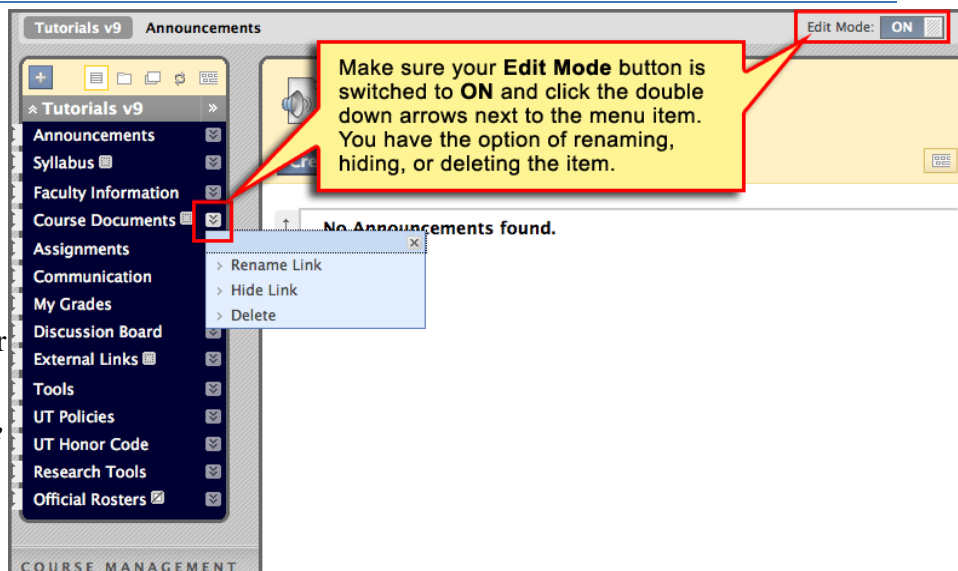 Tutorials v9 Announcements
Edit Mode: ON
Make sure your Edit Mode button is
switched to ON and click the double
down arrows next to the menu item.
You have the option of renaming,
hiding, or deleting the item.
Tutorials v9
Announcements
Syllabus
Faculty Information
Course Documents
Assignments
Communication
My Grades
Discussion Board
External Links
Tools
UT Policies
UT Honor Code
Research Tools
Official Rosters
No Announcements found.
Rename Link
Hide Link
Delete
COURSE MANAGEMENT